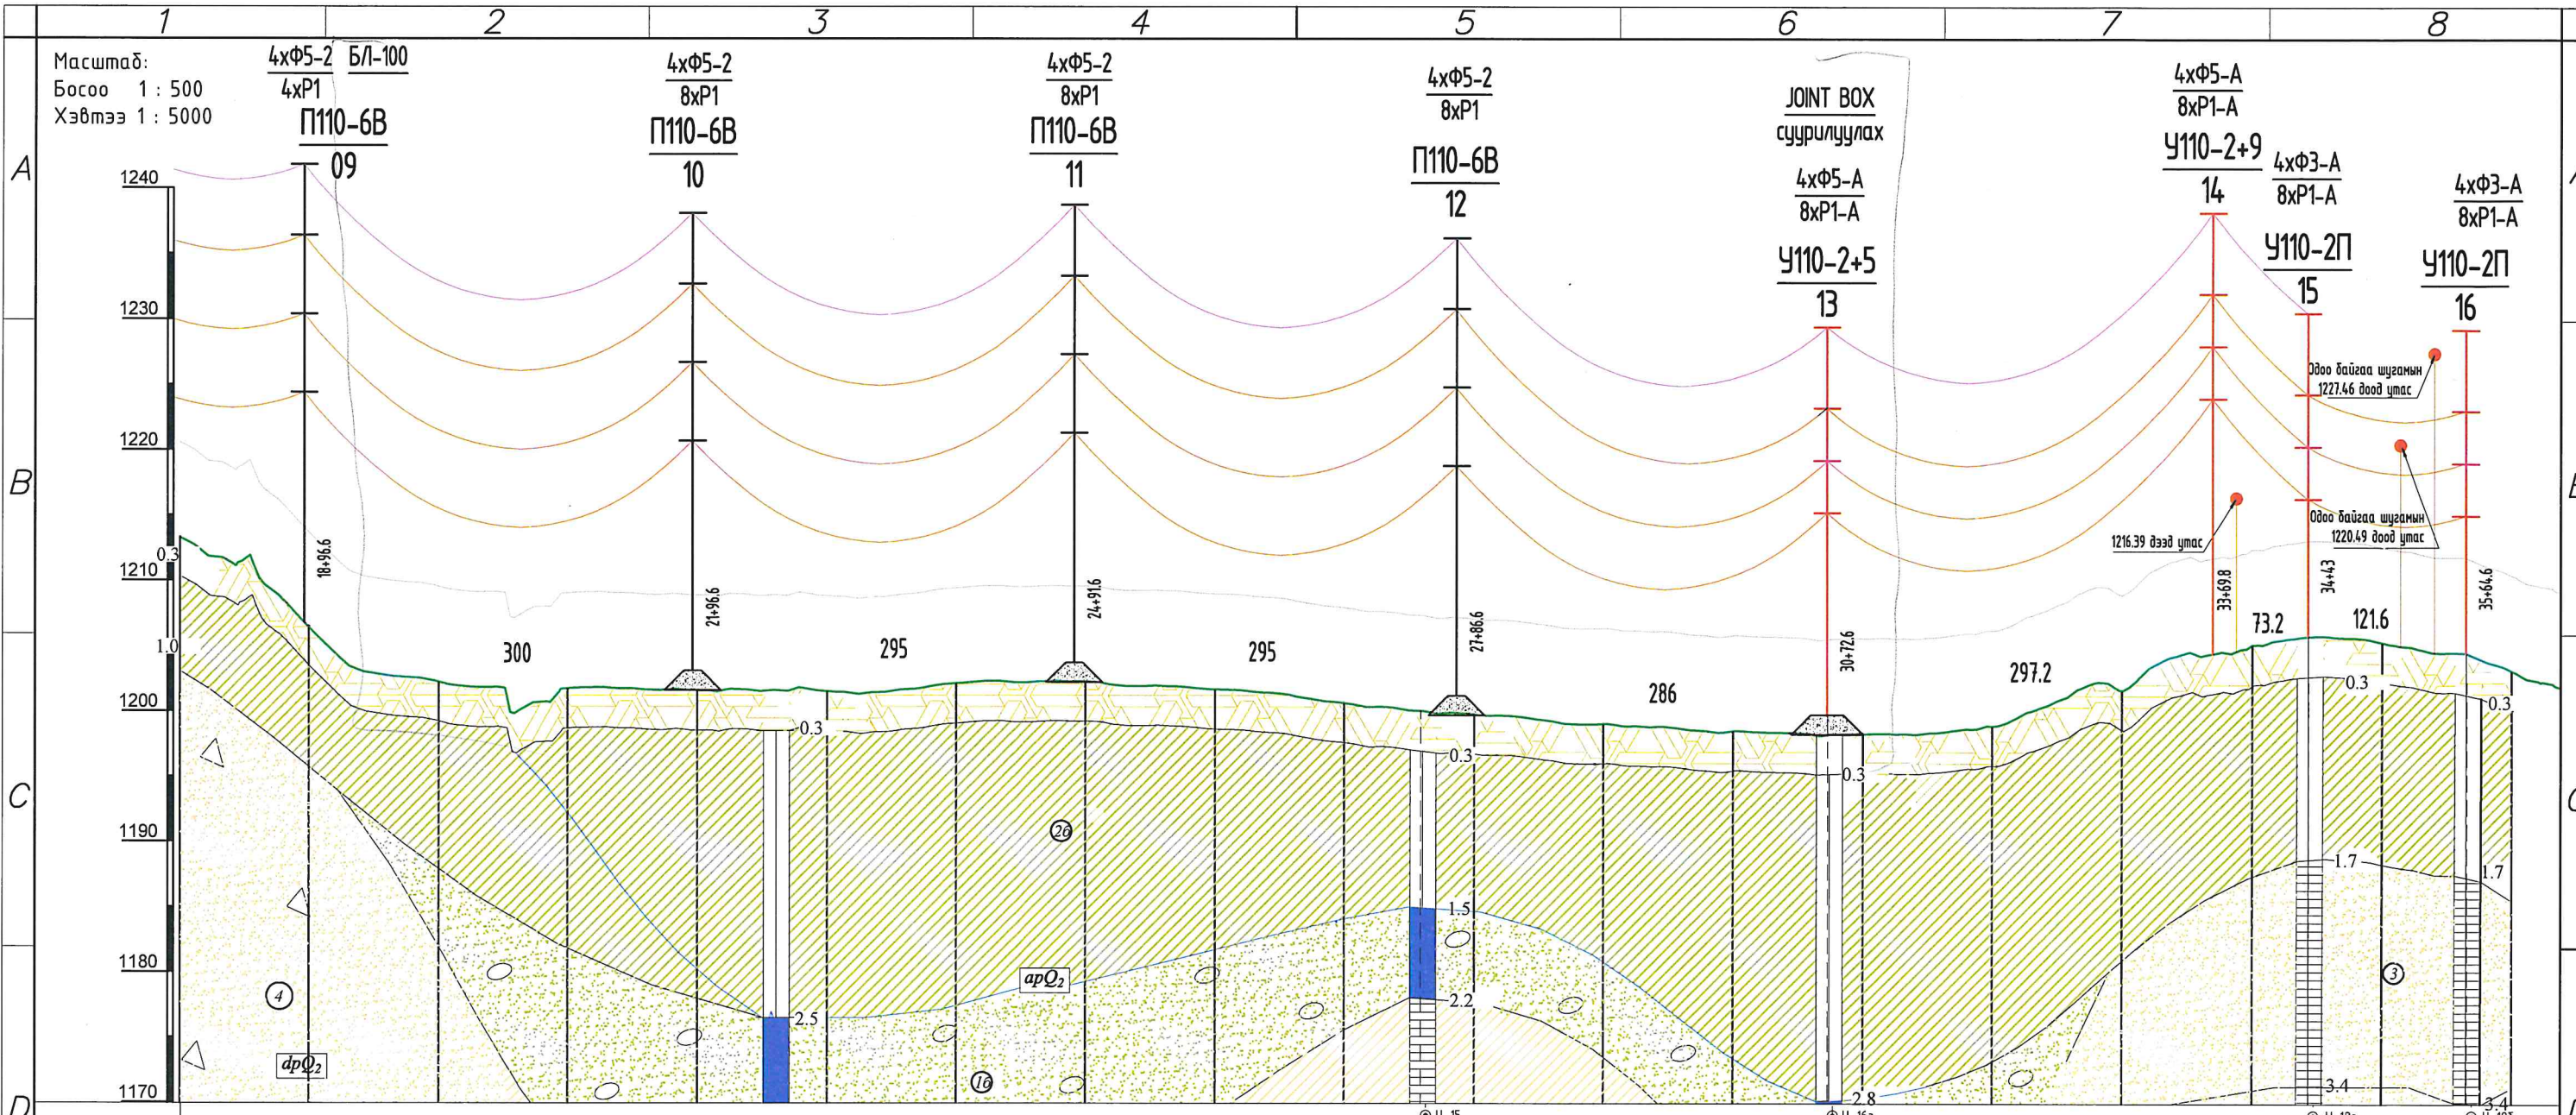 1 2 3 4 5 6 7 8
A
B
C
D
Масштаб:
Босоо 1 : 500
Хэвтээ 1 : 5000
4хФ5-2 БЛ-100
4хР1
П110-6В
09
4хФ5-2
8хР1
П110-6В
10
4хФ5-2
8хР1
П110-6В
11
4хФ5-2
8хР1
П110-6В
12
JOINT BOX
суурилуулах
4хФ5-А
8хР1-А
У110-2+5
13
4хФ5-А
8хР1-А
У110-2+9
14
4хФ3-А
8хР1-А
У110-2П
15
4хФ3-А
8хР1-А
У110-2П
16
1240
1230
1220
1210
1200
1190
1180
1170
Одоо байгаа шугамын
1227.46 доод утас
Одоо байгаа шугамын
1220.49 доод утас
1216.39 дээд утас
18+96.6
21+96.6
24+91.6
27+86.6
30+72.6
33+69.8
34+43
35+64.6
300
295
295
286
297.2
73.2
121.6
0.3
1.0
0.3
0.3
0.3
0.3
0.3
2б
1.5
1.7
1.7
2.2
2.5
2.8
3.4
3.4
4
dpQ2
apQ2
1б
3